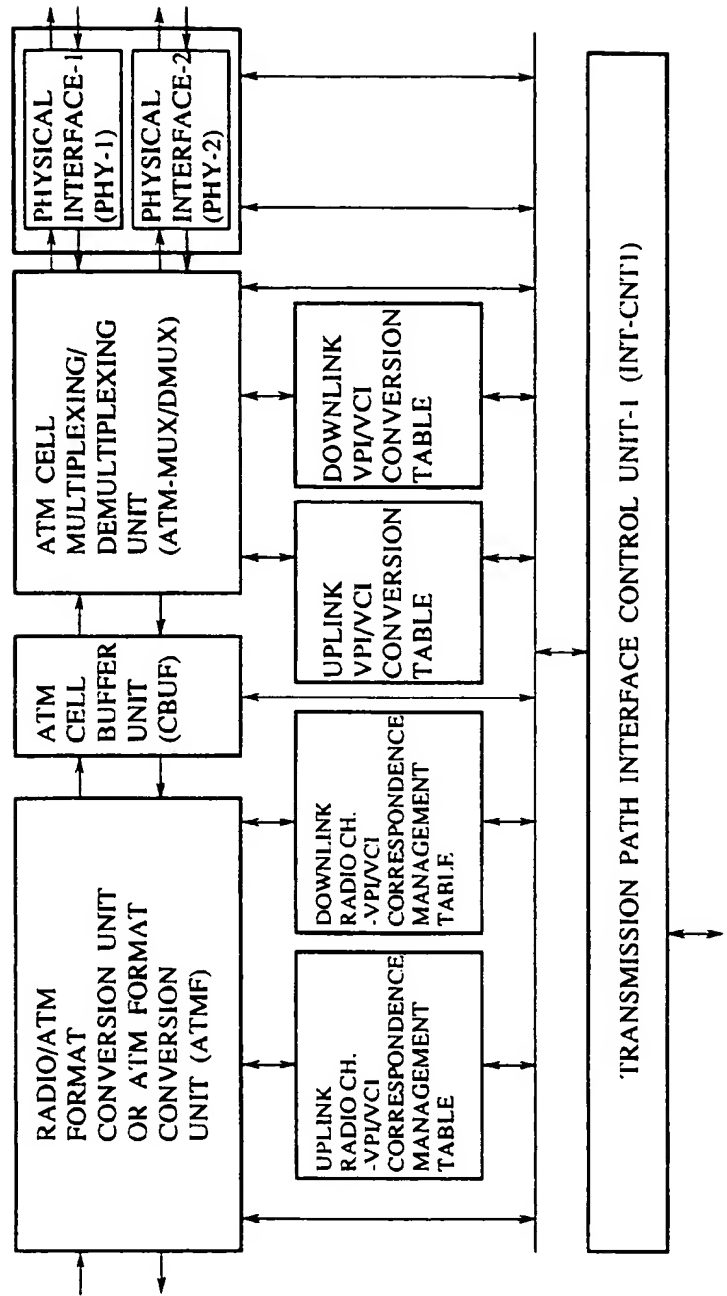 RADIO/ATM
FORMAT
CONVERSION UNIT
OR ATM FORMAT
CONVERSION
UNIT (ATMF)
ATM
CELL
BUFFER
UNIT
(CBUF)
ATM CELL
MULTIPLEXING/
DEMULTIPLEXING
UNIT
(ATM-MUX/DMUX)
PHYSICAL
INTERFACE-1
(PHY-1)
PHYSICAL
INTERFACE-2
(PHY-2)
UPLINK
RADIO CH.
-VPI/VCI
CORRESPONDENCE
MANAGEMENT
TABLE
DOWNLINK
RADIO CH.
-VPI/VCI
CORRESPONDENCE
MANAGEMENT
TABLE
UPLINK
VPI/VCI
CONVERSION
TABLE
DOWNLINK
VPI/VCI
CONVERSION
TABLE
TRANSMISSION PATH INTERFACE CONTROL UNIT-1 (INT-CNT1)